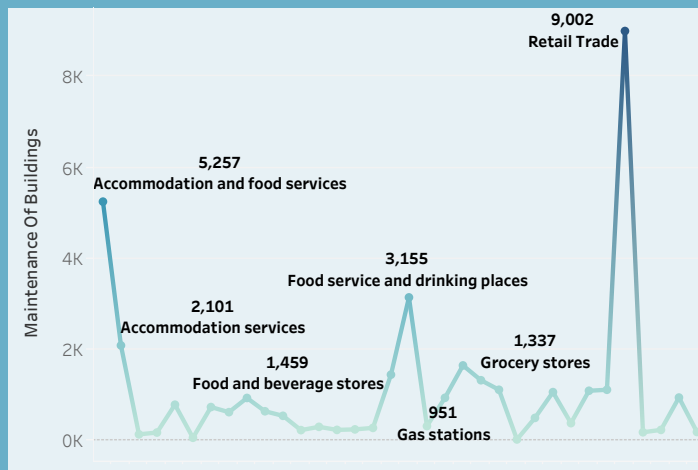 9,002
Retail Trade
8K
6K
5,257
Accommodation and food services
4K
3,155
Food service and drinking places
2,101
Accommodation services
2K
1,459
Food and beverage stores
1,337
Grocery stores
951
Gas stations
0K
Maintenance Of Buildings